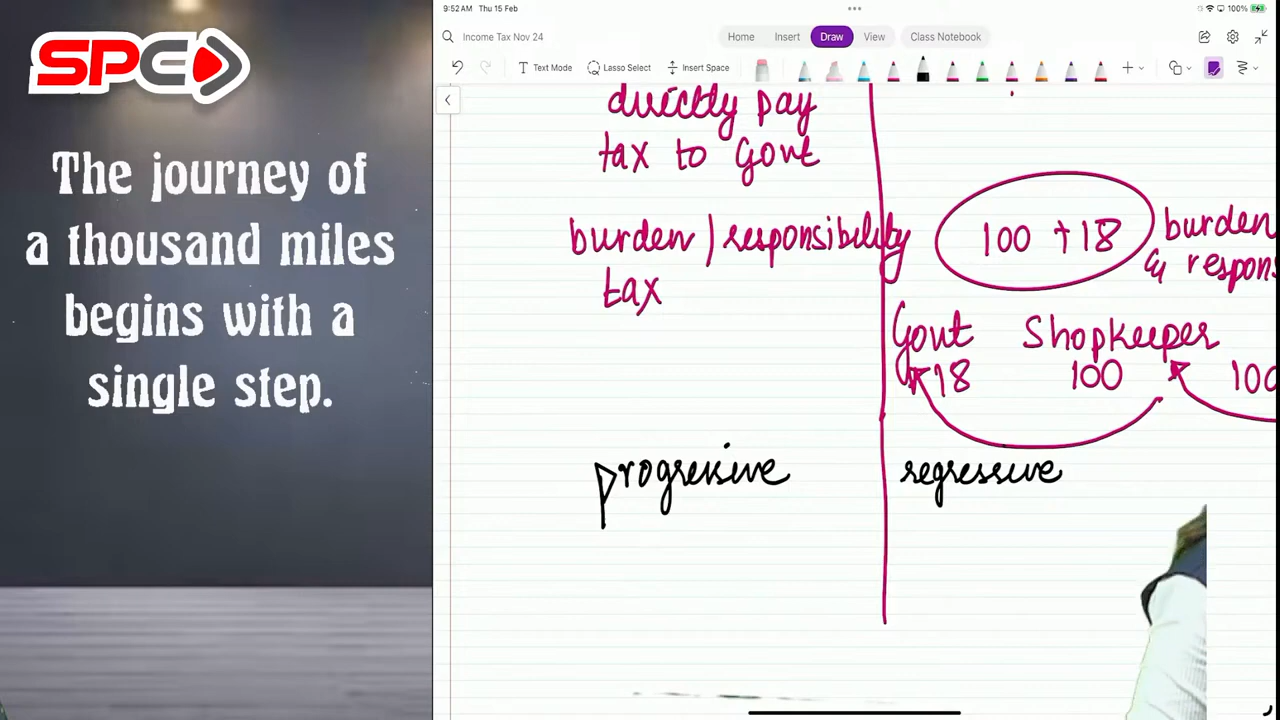 9:52 AM Thu 15 Feb
100%
SPE
The journey of
a thousand miles
begins with a
single step.
Income Tax Nov 24
Home Insert Draw View Class Notebook
Text Mode Lasso Select Insert Space
directly pay
tax to Govt
burden / responsibility
tax
100 + 18
burden
& respons
Govt Shopkeeper
18 100 100
progressive regressive